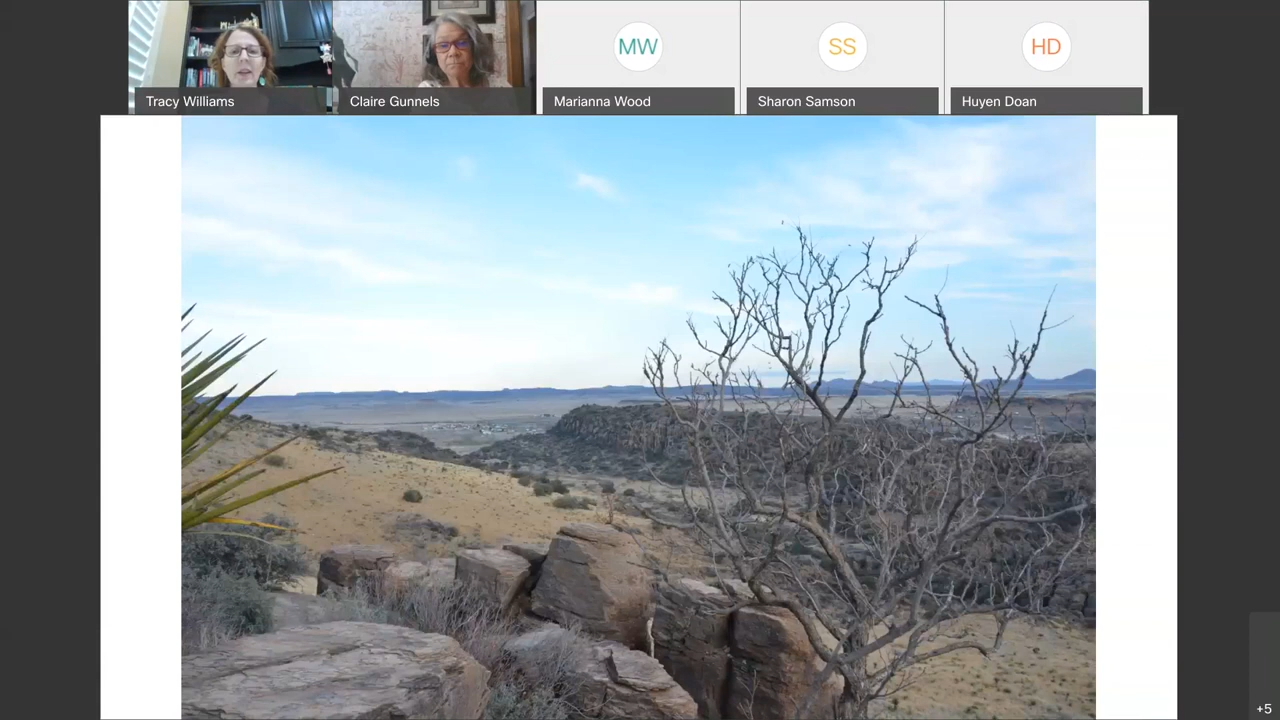 MW
SS
HD
Tracy Williams
Claire Gunnels
Marianna Wood
Sharon Samson
Huyen Doan
+5